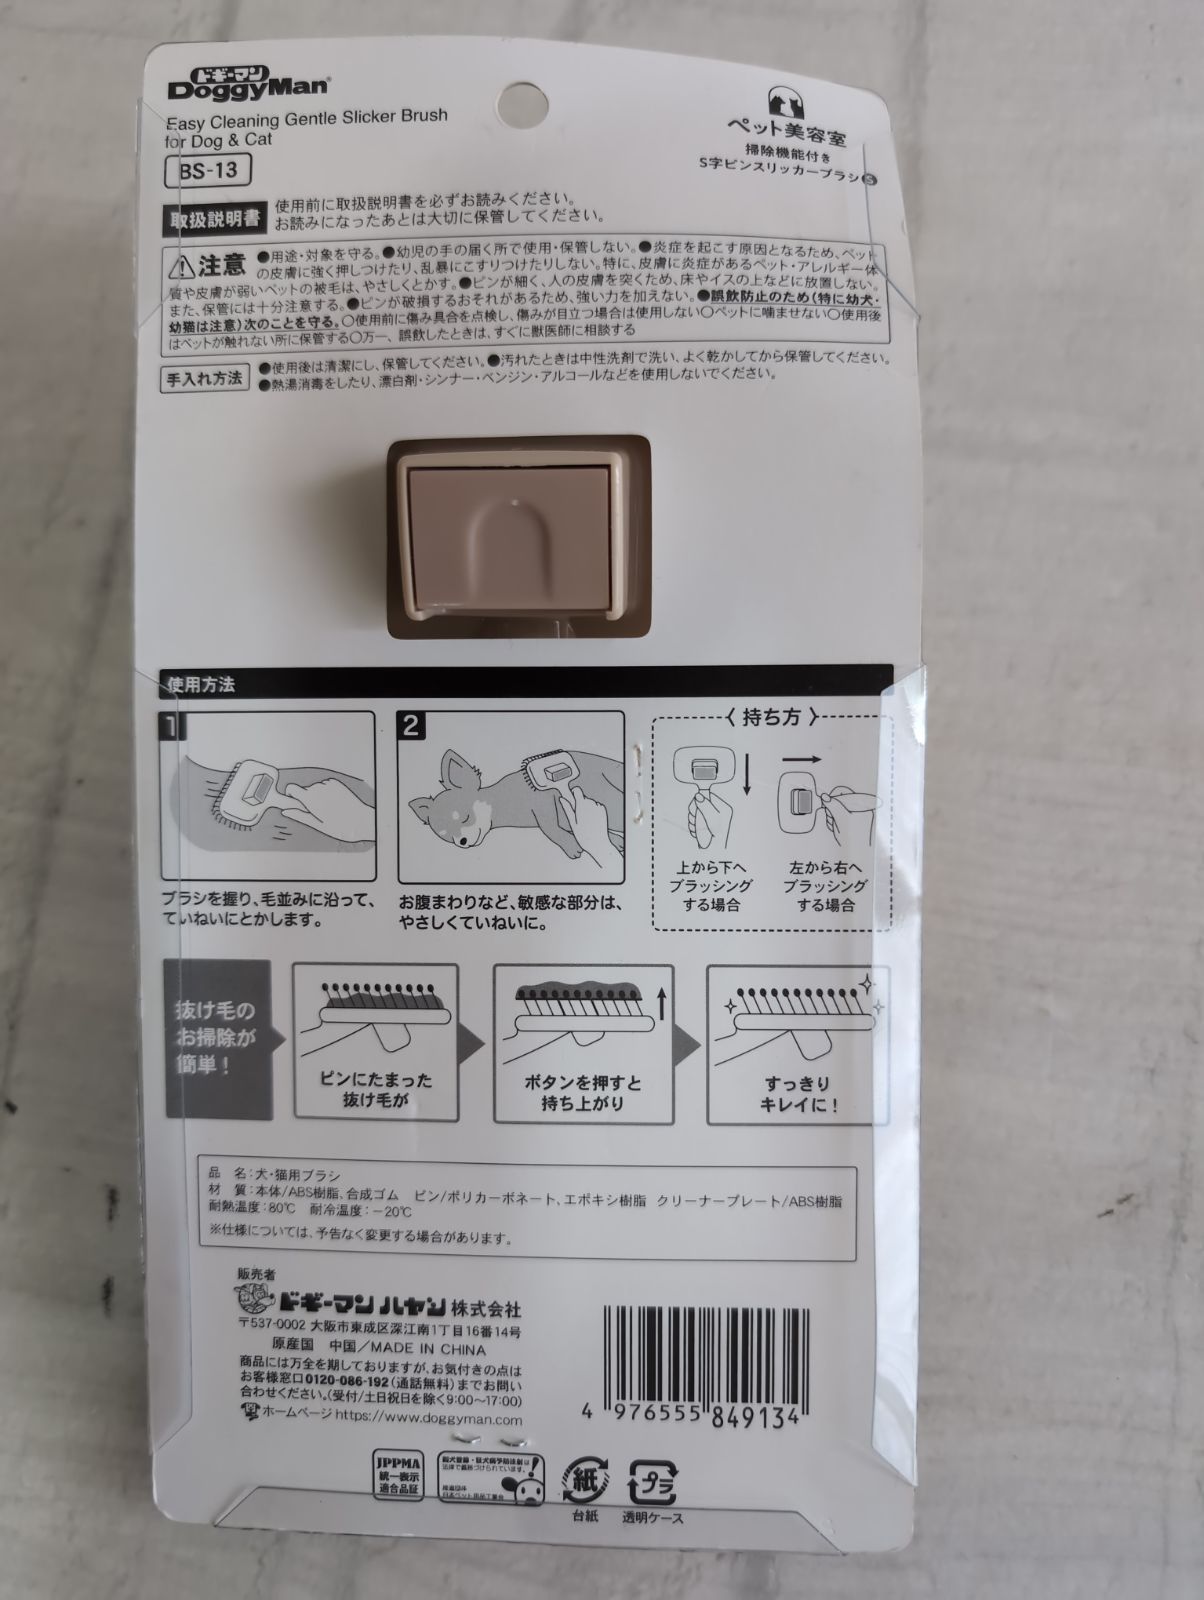 ドギーマン
DoggyMan®
Easy Cleaning Gentle Slicker Brush
for Dog & Cat
BS-13
ペット美容室
掃除機能付き
S字ピンスリッカーブラシ S
取扱説明書
使用前に取扱説明書を必ずお読みください。
お読みになったあとは大切に保管してください。
注意 ●用途・対象を守る。●幼児の手の届く所で使用・保管しない。●炎症を起こす原因となるため、ペット
の皮膚に強く押しつけたり、乱暴にこすりつけたりしない。特に、皮膚に炎症があるペット・アレルギー体
質や皮膚が弱いペットの被毛は、やさしくとかす。●ピンが細く、人の皮膚を突くため、床やイスの上などに放置しない。
また、保管には十分注意する。●ピンが破損するおそれがあるため、強い力を加えない。●誤飲防止のため(特に幼犬・
幼猫は注意)次のことを守る。○使用前に傷み具合を点検し、傷みが目立つ場合は使用しない○ペットに噛ませない○使用後
はペットが触れない所に保管する○万一、誤飲したときは、すぐに獣医師に相談する
手入れ方法
●使用後は清潔にし、保管してください。●汚れたときは中性洗剤で洗い、よく乾かしてから保管してください。
●熱湯消毒をしたり、漂白剤・シンナー・ベンジン・アルコールなどを使用しないでください。
使用方法
1
ブラシを握り、毛並みに沿って、
ていねいにとかします。
2
お腹まわりなど、敏感な部分は、
やさしくていねいに。
持ち方
上から下へ
ブラッシング
する場合
左から右へ
ブラッシング
する場合
抜け毛の
お掃除が
簡単！
ピンにたまった
抜け毛が
ボタンを押すと
持ち上がり
すっきり
キレイに！
品 名：犬・猫用ブラシ
材 質：本体/ABS樹脂、合成ゴム ピン/ポリカーボネート、エポキシ樹脂 クリーナープレート/ABS樹脂
耐熱温度：80℃ 耐冷温度：－20℃
※仕様については、予告なく変更する場合があります。
販売者
ドギーマンハヤシ株式会社
〒537-0002 大阪市東成区深江南1丁目16番14号
原産国 中国／MADE IN CHINA
商品には万全を期しておりますが、お気付きの点は
お客様窓口0120-086-192(通話無料)までお問い
合わせください。(受付/土日祝日を除く9:00〜17:00)
ホームページ https://www.doggyman.com
4 976555 849134
JPPMA
統一表示
適合品証
畜犬登録・狂犬病予防注射は
法律で義務づけられています。
推進団体
日本ペット用品工業会
紙
台紙
プラ
透明ケース